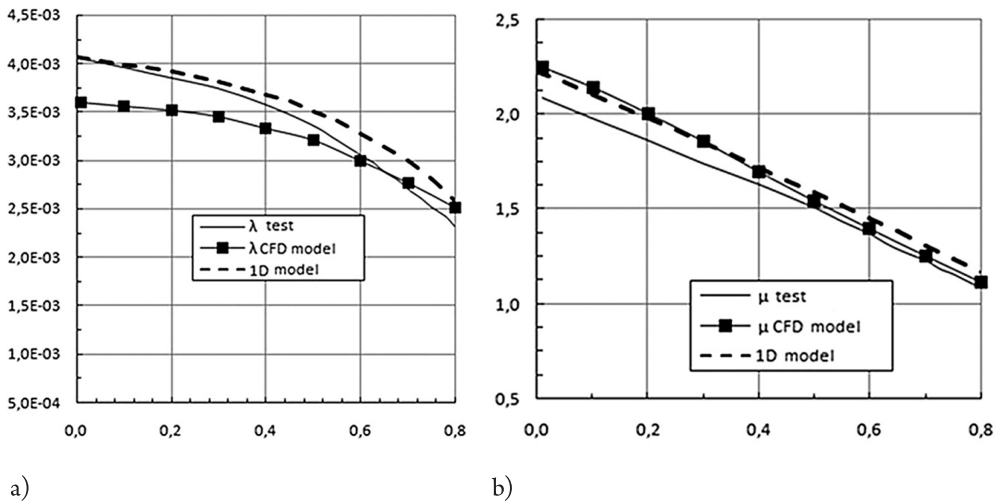 4,5E-03
4,0E-03
3,5E-03
3,0E-03
2,5E-03
2,0E-03
1,5E-03
1,0E-03
5,0E-04
0,0 0,2 0,4 0,6 0,8
λ test
λ CFD model
1D model
a)
2,5
2,0
1,5
1,0
0,5
0,0 0,2 0,4 0,6 0,8
μ test
μ CFD model
1D model
b)